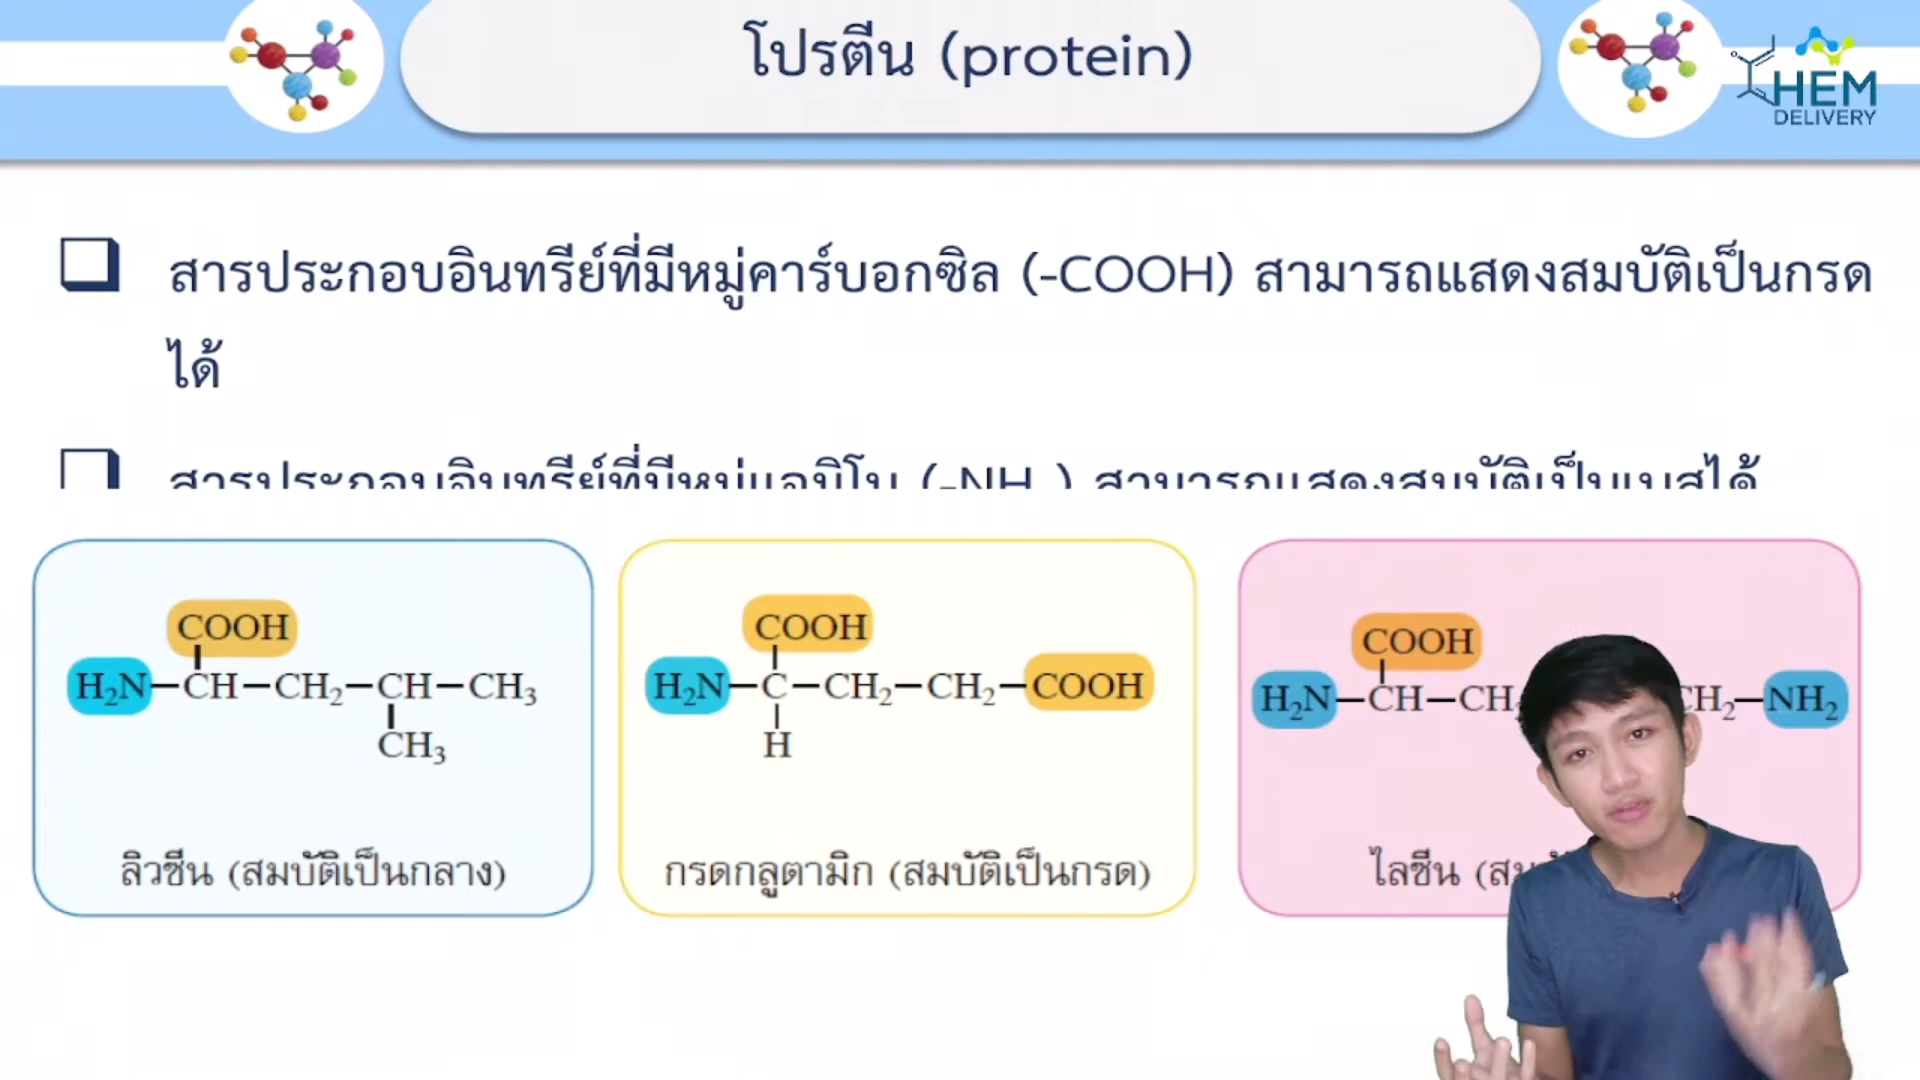 โปรตีน (protein)
CHEM
DELIVERY
สารประกอบอินทรีย์ที่มีหมู่คาร์บอกซิล (-COOH) สามารถแสดงสมบัติเป็นกรด
ได้
สารประกอบอินทรีย์ที่มีหมู่แอมิโน (-NH ) สามารถแสดงสมบัติเป็นเบสได้
COOH
H₂N—CH—CH₂—CH—CH₃
CH₃
ลิวซีน (สมบัติเป็นกลาง)
COOH
H₂N—C—CH₂—CH₂—COOH
H
กรดกลูตามิก (สมบัติเป็นกรด)
COOH
H₂N—CH—CH
CH₂—NH₂
ไลซีน